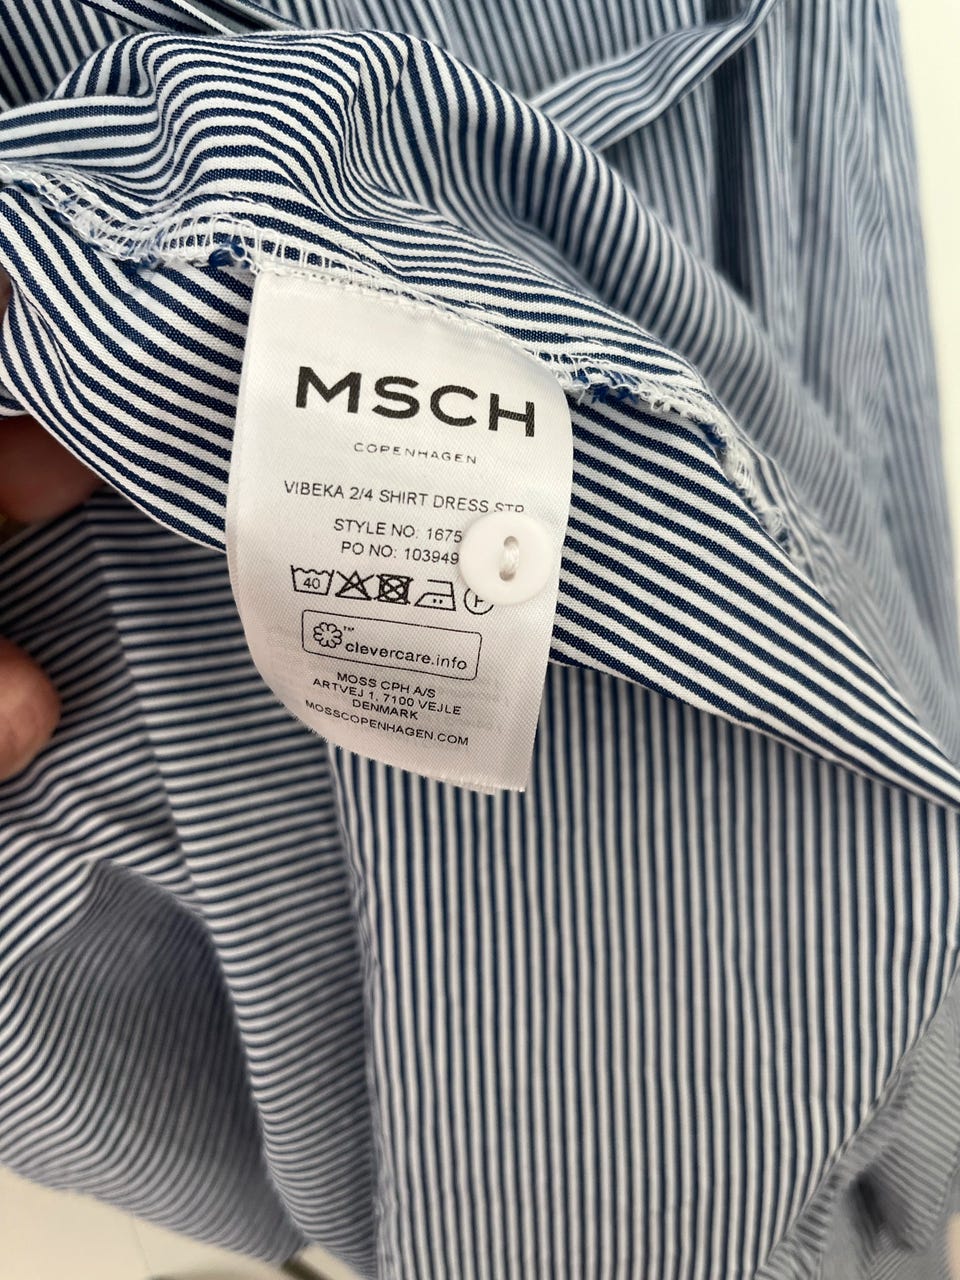 MSCH
COPENHAGEN
VIBEKA 2/4 SHIRT DRESS STP
STYLE NO: 1675
PO NO: 103949
40 P
™
clevercare.info
MOSS CPH A/S
ARTVEJ 1, 7100 VEJLE
DENMARK
MOSSCOPENHAGEN.COM